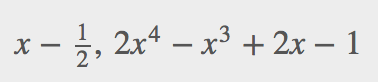 x − 1/2, 2x⁴ − x³ + 2x − 1